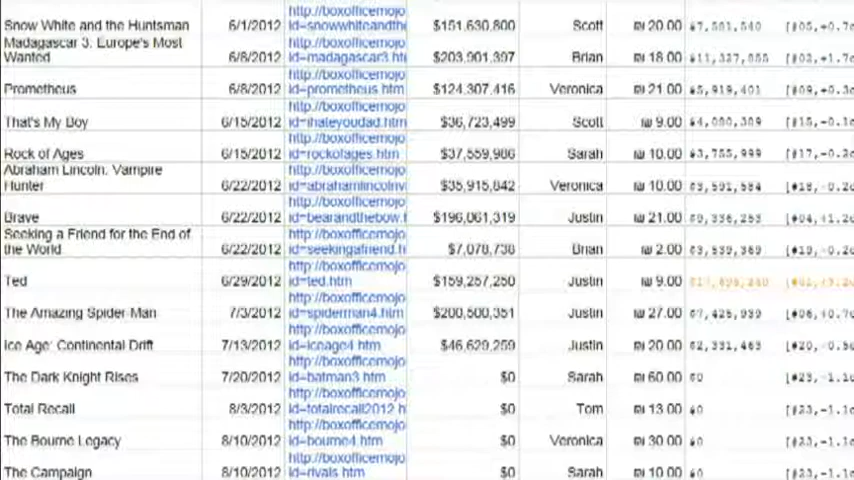 Snow White and the Huntsman 6/1/2012 http://boxofficemojo id=snowwhiteandthe $151,630,800 Scott ₪ 20.00
Madagascar 3: Europe's Most
Wanted 6/8/2012 http://boxofficemojo id=madagascar3.ht $203,901,397 Brian ₪ 18.00
Prometheus 6/8/2012 http://boxofficemojo id=prometheus.htm $124,307,416 Veronica ₪ 21.00
That's My Boy 6/15/2012 http://boxofficemojo id=ihateyoudad.htm $36,723,499 Scott ₪ 9.00
Rock of Ages 6/15/2012 http://boxofficemojo id=rockofages.htm $37,559,986 Sarah ₪ 10.00
Abraham Lincoln: Vampire
Hunter 6/22/2012 http://boxofficemojo id=abrahamlincolnv $35,915,842 Veronica ₪ 10.00
Brave 6/22/2012 http://boxofficemojo id=bearandthebow.h $196,061,319 Justin ₪ 21.00
Seeking a Friend for the End of
the World 6/22/2012 http://boxofficemojo id=seekingafriend.h $7,078,738 Brian ₪ 2.00
Ted 6/29/2012 http://boxofficemojo id=ted.htm $159,257,250 Justin ₪ 9.00
The Amazing Spider-Man 7/3/2012 http://boxofficemojo id=spiderman4.htm $200,500,351 Justin ₪ 27.00
Ice Age: Continental Drift 7/13/2012 http://boxofficemojo id=iceage4.htm $46,629,259 Justin ₪ 20.00
The Dark Knight Rises 7/20/2012 http://boxofficemojo id=batman3.htm $0 Sarah ₪ 60.00
Total Recall 8/3/2012 http://boxofficemojo id=totalrecall2012.h $0 Tom ₪ 13.00
The Bourne Legacy 8/10/2012 http://boxofficemojo id=bourne4.htm $0 Veronica ₪ 30.00
The Campaign 8/10/2012 http://boxofficemojo id=rivals.htm $0 Sarah ₪ 10.00